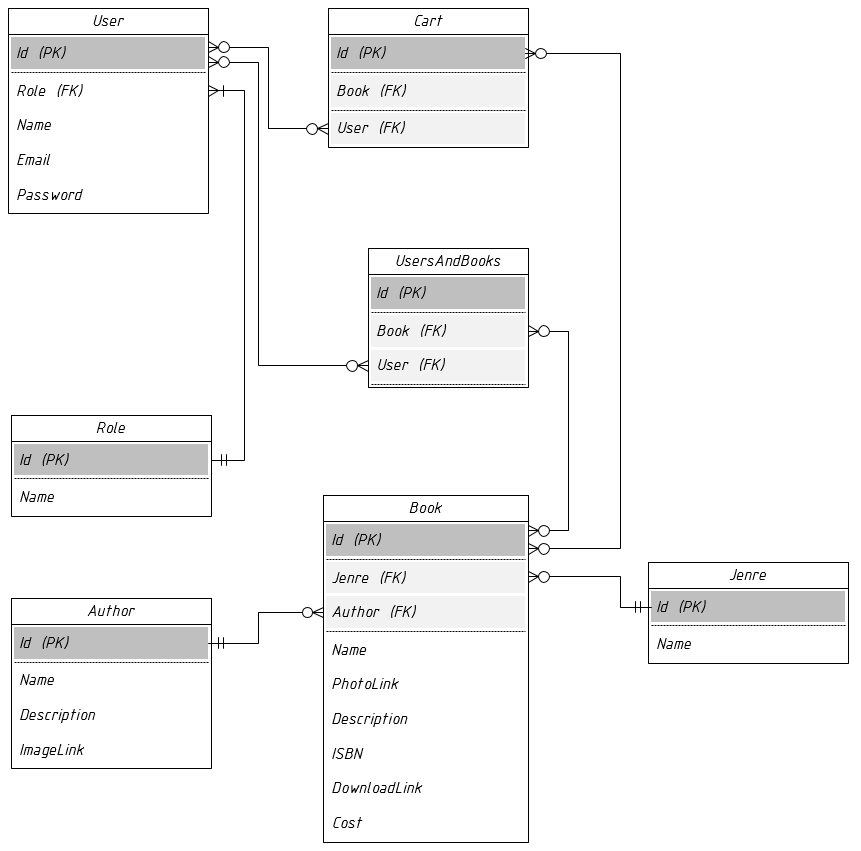 User
Id (PK)
Role (FK)
Name
Email
Password
Cart
Id (PK)
Book (FK)
User (FK)
UsersAndBooks
Id (PK)
Book (FK)
User (FK)
Role
Id (PK)
Name
Author
Id (PK)
Name
Description
ImageLink
Book
Id (PK)
Jenre (FK)
Author (FK)
Name
PhotoLink
Description
ISBN
DownloadLink
Cost
Jenre
Id (PK)
Name